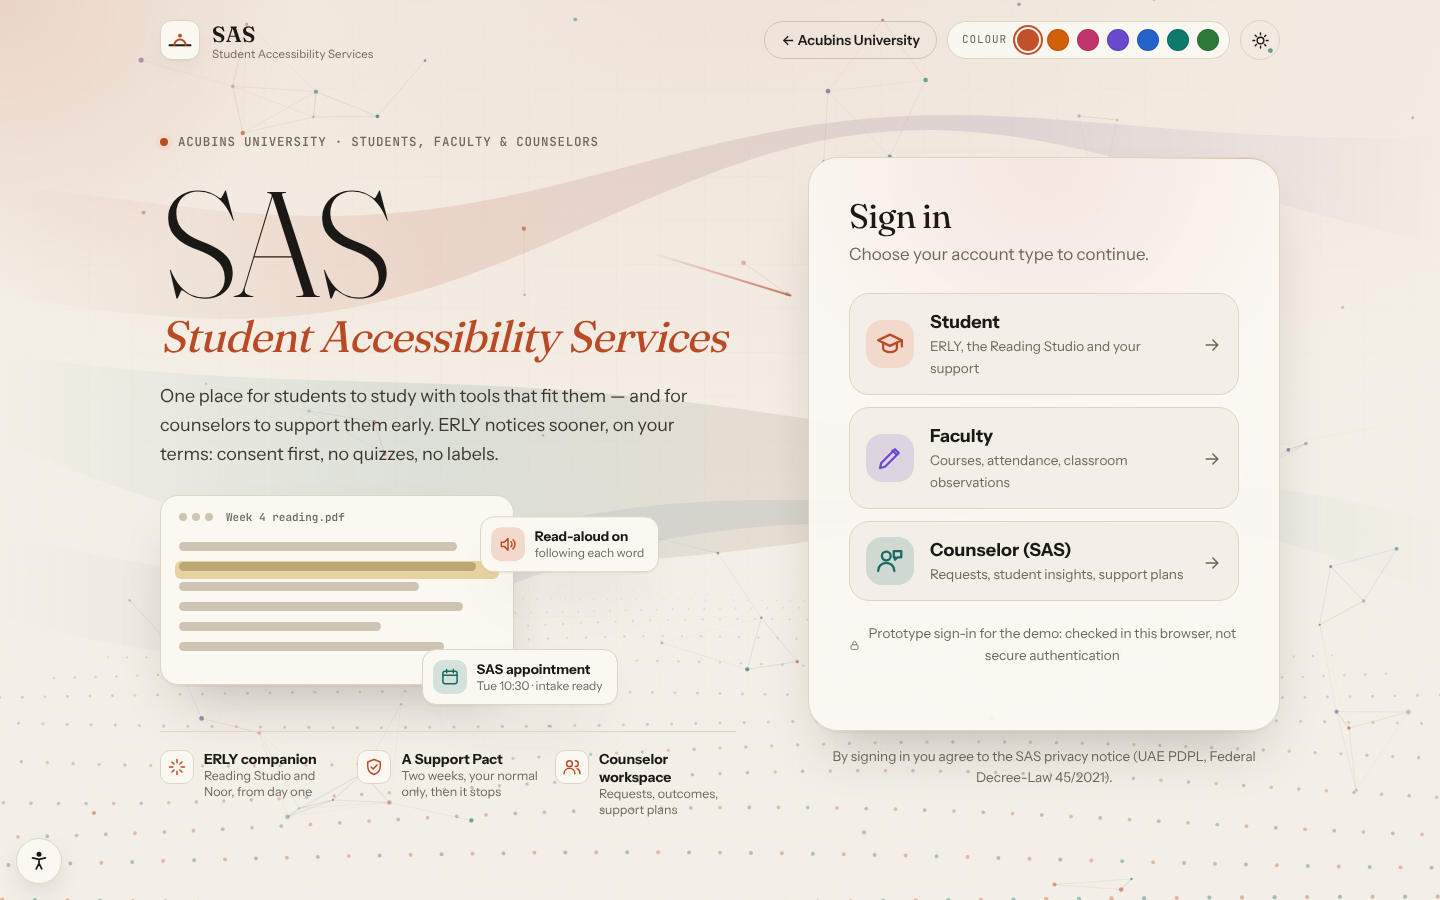 SAS
Student Accessibility Services
← Acubins University
COLOUR
ACUBINS UNIVERSITY · STUDENTS, FACULTY & COUNSELORS
SAS
Student Accessibility Services
One place for students to study with tools that fit them — and for
counselors to support them early. ERLY notices sooner, on your
terms: consent first, no quizzes, no labels.
Week 4 reading.pdf
Read-aloud on
following each word
SAS appointment
Tue 10:30 · intake ready
ERLY companion
Reading Studio and
Noor, from day one
A Support Pact
Two weeks, your normal
only, then it stops
Counselor
workspace
Requests, outcomes,
support plans
Sign in
Choose your account type to continue.
Student
ERLY, the Reading Studio and your
support
Faculty
Courses, attendance, classroom
observations
Counselor (SAS)
Requests, student insights, support plans
Prototype sign-in for the demo: checked in this browser, not
secure authentication
By signing in you agree to the SAS privacy notice (UAE PDPL, Federal
Decree-Law 45/2021).